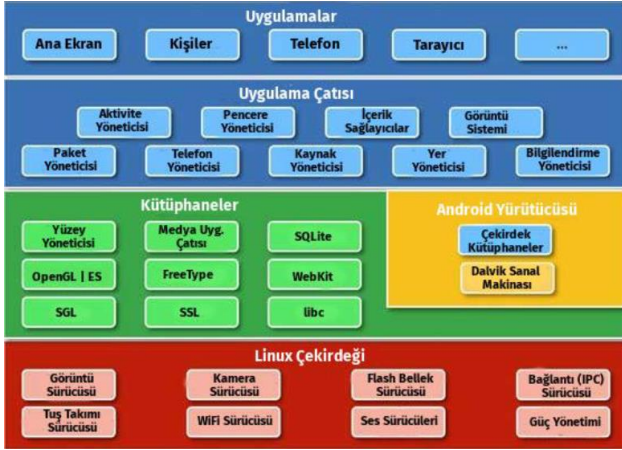 Uygulamalar
Ana Ekran
Kişiler
Telefon
Tarayıcı
...
Uygulama Çatısı
Aktivite
Yöneticisi
Pencere
Yöneticisi
İçerik
Sağlayıcılar
Görüntü
Sistemi
Paket
Yöneticisi
Telefon
Yöneticisi
Kaynak
Yöneticisi
Yer
Yöneticisi
Bilgilendirme
Yöneticisi
Kütüphaneler
Yüzey
Yöneticisi
Medya Uyg.
Çatısı
SQLite
OpenGL | ES
FreeType
WebKit
SGL
SSL
libc
Android Yürütücüsü
Çekirdek
Kütüphaneler
Dalvik Sanal
Makinası
Linux Çekirdeği
Görüntü
Sürücüsü
Kamera
Sürücüsü
Flash Bellek
Sürücüsü
Bağlantı (IPC)
Sürücüsü
Tuş Takımı
Sürücüsü
WiFi Sürücüsü
Ses Sürücüleri
Güç Yönetimi